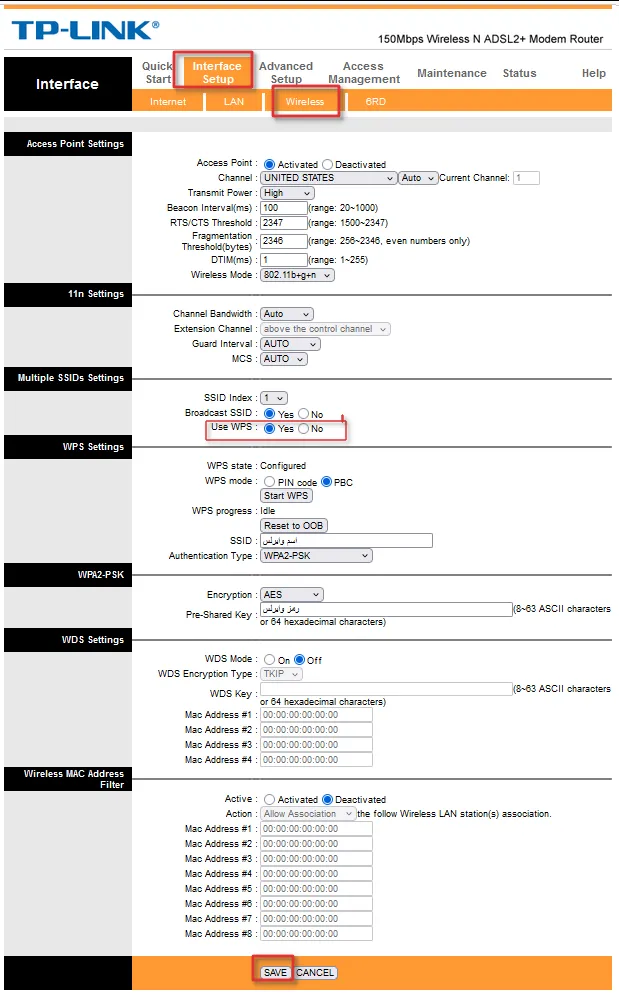 TP-LINK®
150Mbps Wireless N ADSL2+ Modem Router
Interface
Quick Start
Interface Setup
Advanced Setup
Access Management
Maintenance
Status
Help
Internet
LAN
Wireless
6RD
Access Point Settings
Access Point : Activated Deactivated
Channel : UNITED STATES Auto Current Channel: 1
Transmit Power : High
Beacon Interval(ms) : 100 (range: 20~1000)
RTS/CTS Threshold : 2347 (range: 1500~2347)
Fragmentation Threshold(bytes) : 2346 (range: 256~2346, even numbers only)
DTIM(ms) : 1 (range: 1~255)
Wireless Mode : 802.11b+g+n
11n Settings
Channel Bandwidth : Auto
Extension Channel : above the control channel
Guard Interval : AUTO
MCS : AUTO
Multiple SSIDs Settings
SSID Index : 1
Broadcast SSID : Yes No
Use WPS : Yes No
WPS Settings
WPS state : Configured
WPS mode : PIN code PBC
Start WPS
WPS progress : Idle
Reset to OOB
SSID : اسم وایرلس
Authentication Type : WPA2-PSK
WPA2-PSK
Encryption : AES
Pre-Shared Key : رمز وایرلس (8~63 ASCII characters
or 64 hexadecimal characters)
WDS Settings
WDS Mode : On Off
WDS Encryption Type : TKIP
WDS Key : (8~63 ASCII characters
or 64 hexadecimal characters)
Mac Address #1 : 00:00:00:00:00:00
Mac Address #2 : 00:00:00:00:00:00
Mac Address #3 : 00:00:00:00:00:00
Mac Address #4 : 00:00:00:00:00:00
Wireless MAC Address Filter
Active : Activated Deactivated
Action : Allow Association the follow Wireless LAN station(s) association.
Mac Address #1 : 00:00:00:00:00:00
Mac Address #2 : 00:00:00:00:00:00
Mac Address #3 : 00:00:00:00:00:00
Mac Address #4 : 00:00:00:00:00:00
Mac Address #5 : 00:00:00:00:00:00
Mac Address #6 : 00:00:00:00:00:00
Mac Address #7 : 00:00:00:00:00:00
Mac Address #8 : 00:00:00:00:00:00
SAVE CANCEL